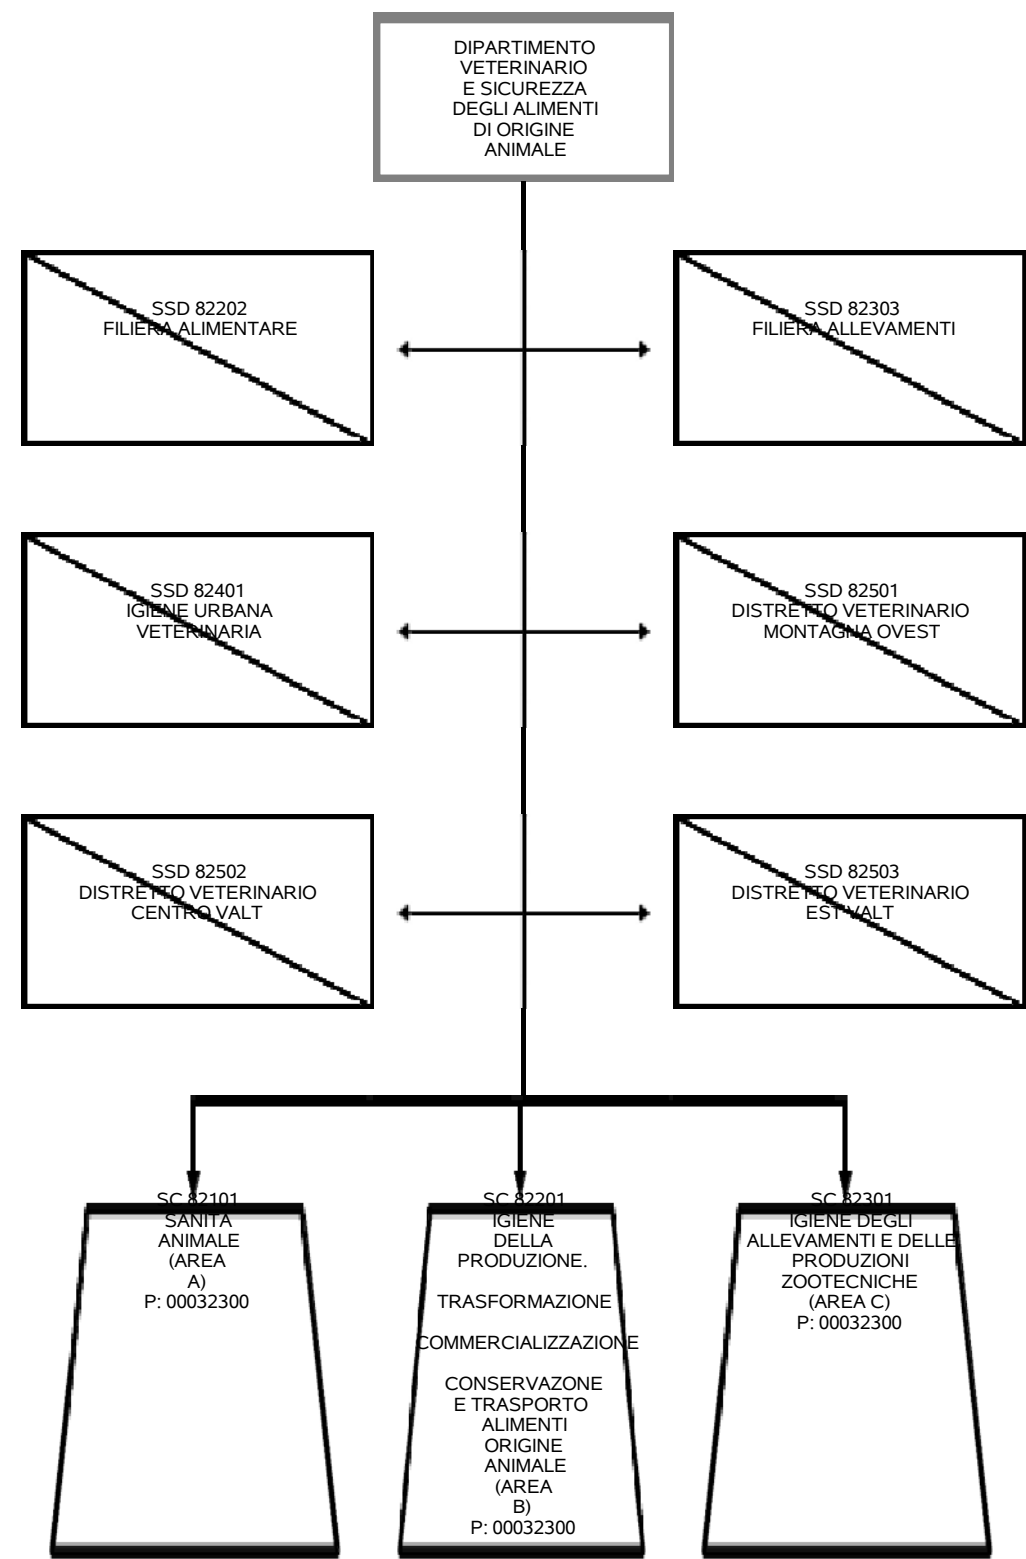 DIPARTIMENTO
VETERINARIO
E SICUREZZA
DEGLI ALIMENTI
DI ORIGINE
ANIMALE
SSD 82202
FILIERA ALIMENTARE
SSD 82303
FILIERA ALLEVAMENTI
SSD 82401
IGIENE URBANA
VETERINARIA
SSD 82501
DISTRETTO VETERINARIO
MONTAGNA OVEST
SSD 82502
DISTRETTO VETERINARIO
CENTRO VALT
SSD 82503
DISTRETTO VETERINARIO
EST VALT
SC 82101
SANITA
ANIMALE
(AREA
A)
P: 00032300
SC 82201
IGIENE
DELLA
PRODUZIONE.
TRASFORMAZIONE
COMMERCIALIZZAZIONE
CONSERVAZONE
E TRASPORTO
ALIMENTI
ORIGINE
ANIMALE
(AREA
B)
P: 00032300
SC 82301
IGIENE DEGLI
ALLEVAMENTI E DELLE
PRODUZIONI
ZOOTECNICHE
(AREA C)
P: 00032300